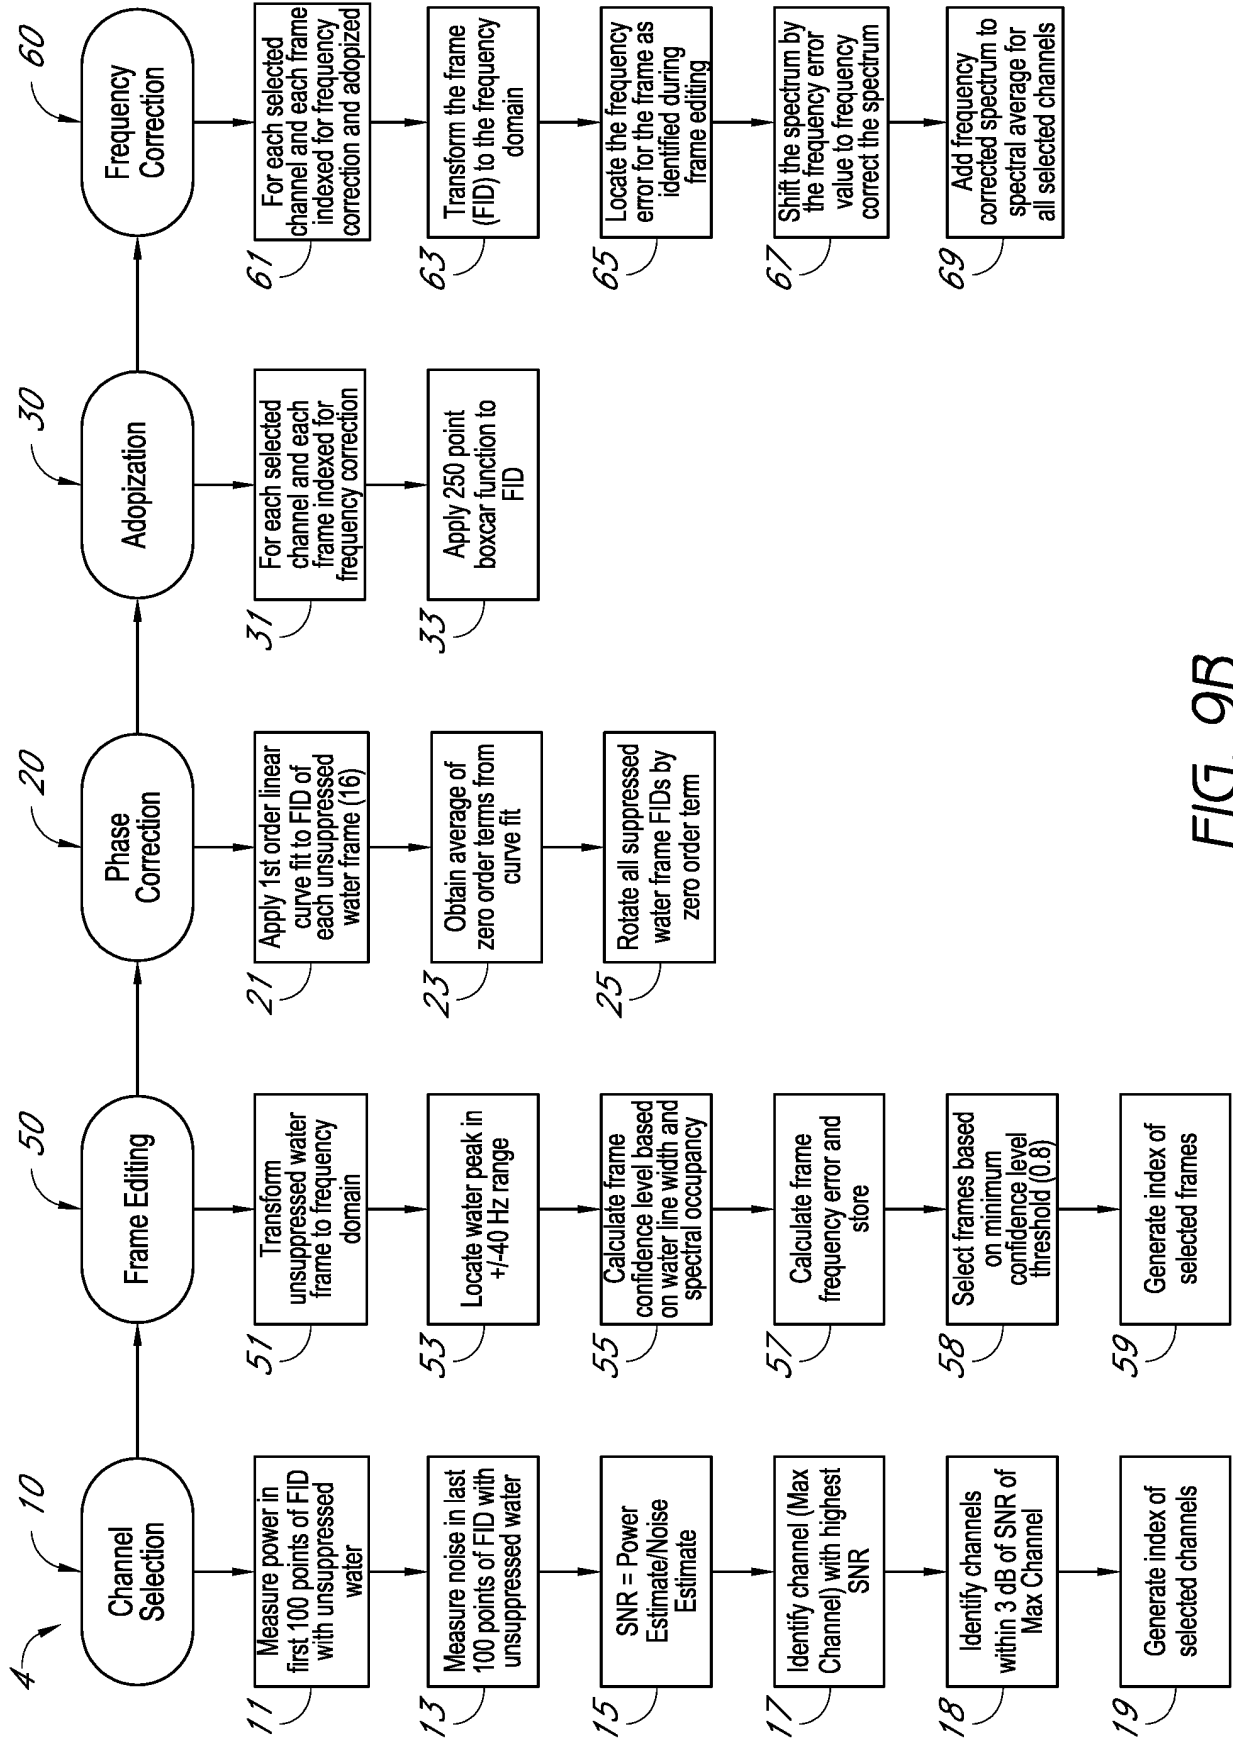 4
10
Channel
Selection
11
Measure power in
first 100 points of FID
with unsuppressed
water
13
Measure noise in last
100 points of FID with
unsuppressed water
15
SNR = Power
Estimate/Noise
Estimate
17
Identify channel (Max
Channel) with highest
SNR
18
Identify channels
within 3 dB of SNR of
Max Channel
19
Generate index of
selected channels
50
Frame Editing
51
Transform
unsuppressed water
frame to frequency
domain
53
Locate water peak in
+/-40 Hz range
55
Calculate frame
confidence level based
on water line width and
spectral occupancy
57
Calculate frame
frequency error and
store
58
Select frames based
on minimum
confidence level
threshold (0.8)
59
Generate index of
selected frames
20
Phase
Correction
21
Apply 1st order linear
curve fit to FID of
each unsuppressed
water frame (16)
23
Obtain average of
zero order terms from
curve fit
25
Rotate all suppressed
water frame FIDs by
zero order term
30
Adopization
31
For each selected
channel and each
frame indexed for
frequency correction
33
Apply 250 point
boxcar function to
FID
60
Frequency
Correction
61
For each selected
channel and each frame
indexed for frequency
correction and adopized
63
Transform the frame
(FID) to the frequency
domain
65
Locate the frequency
error for the frame as
identified during
frame editing
67
Shift the spectrum by
the frequency error
value to frequency
correct the spectrum
69
Add frequency
corrected spectrum to
spectral average for
all selected channels
FIG. 9B